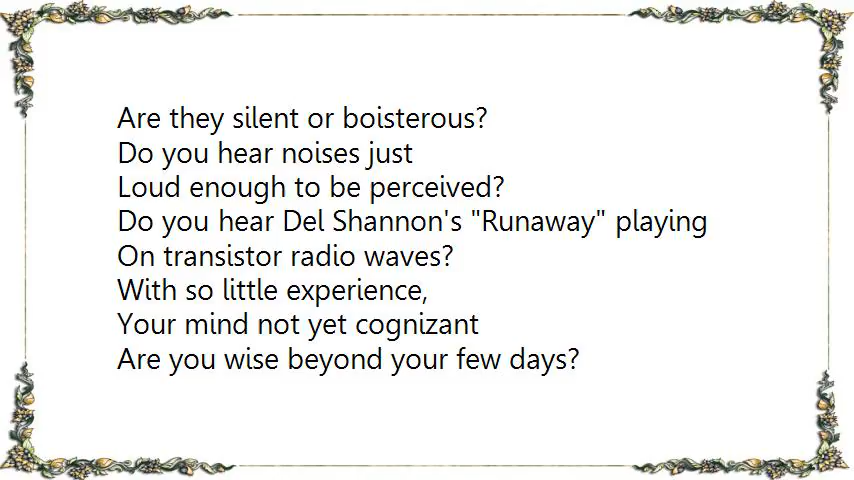 Are they silent or boisterous?
Do you hear noises just
Loud enough to be perceived?
Do you hear Del Shannon's "Runaway" playing
On transistor radio waves?
With so little experience,
Your mind not yet cognizant
Are you wise beyond your few days?